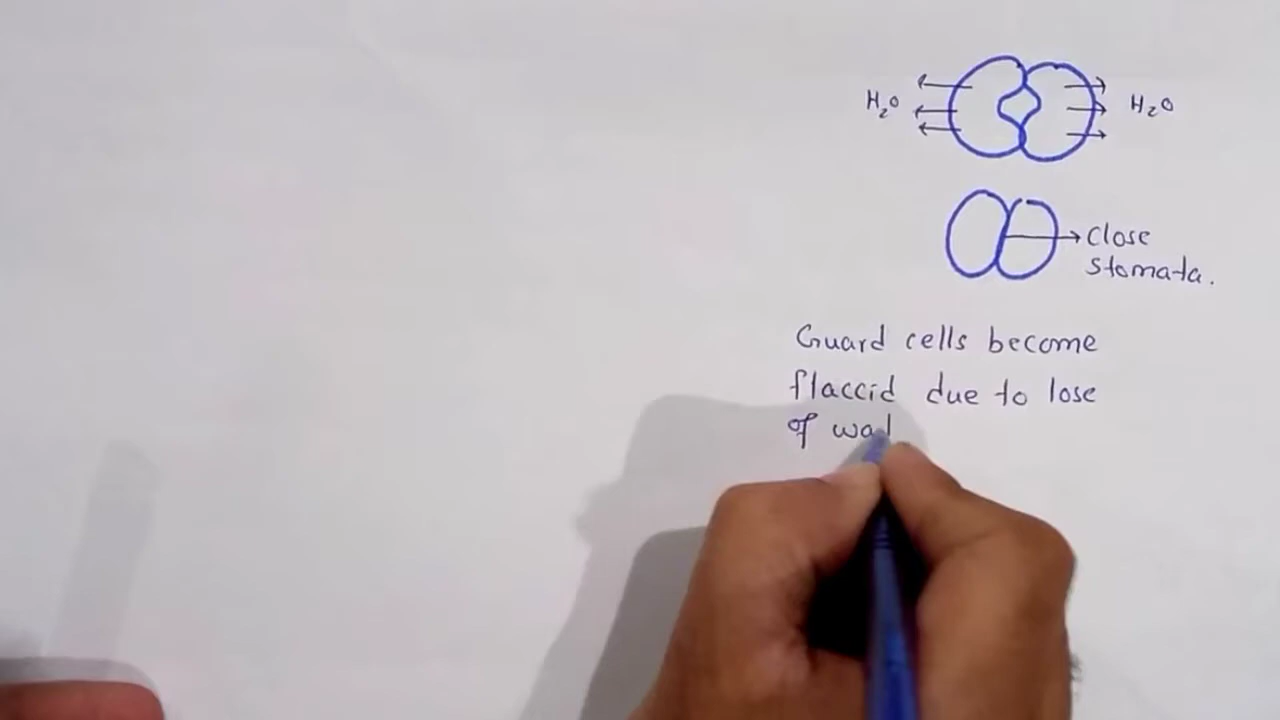 H₂O H₂O
Close
stomata.
Guard cells become
flaccid due to lose
of